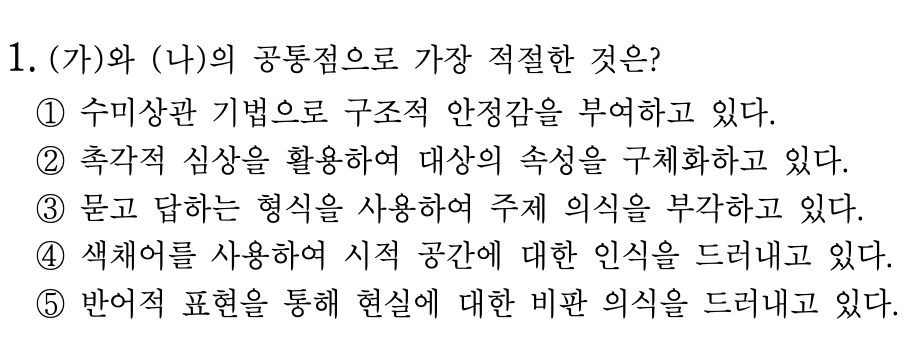 1. (가)와 (나)의 공통점으로 가장 적절한 것은?
① 수미상관 기법으로 구조적 안정감을 부여하고 있다.
② 촉각적 심상을 활용하여 대상의 속성을 구체화하고 있다.
③ 묻고 답하는 형식을 사용하여 주제 의식을 부각하고 있다.
④ 색채어를 사용하여 시적 공간에 대한 인식을 드러내고 있다.
⑤ 반어적 표현을 통해 현실에 대한 비판 의식을 드러내고 있다.